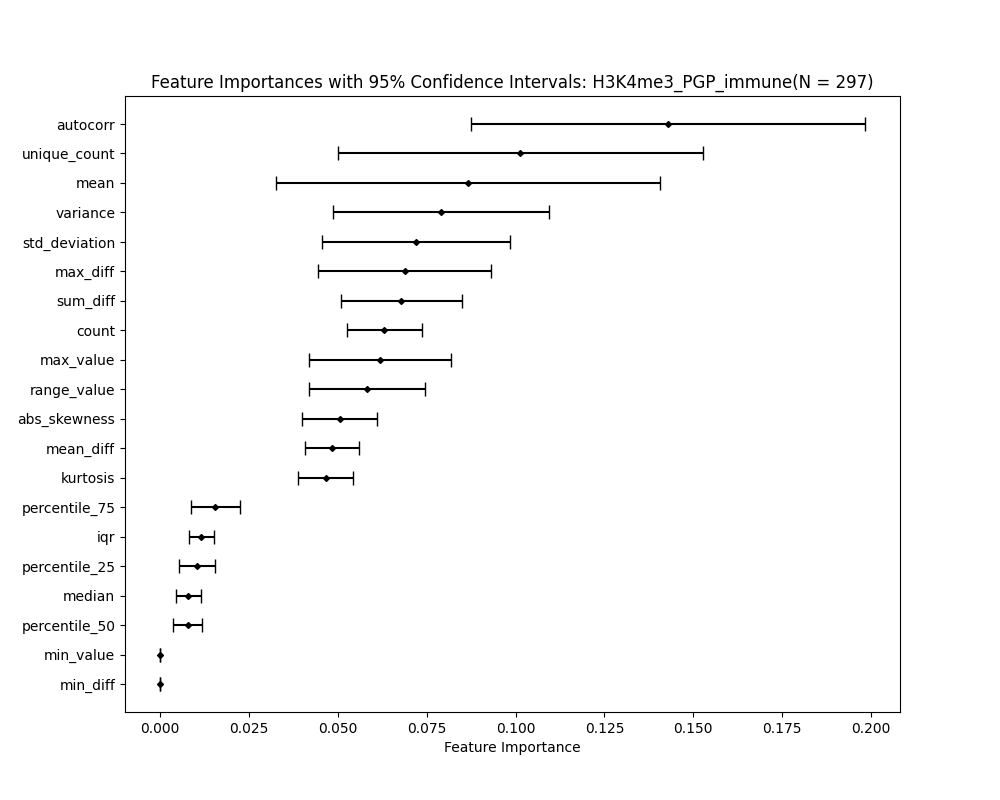 Feature Importances with 95% Confidence Intervals: H3K4me3_PGP_immune(N = 297)
autocorr
unique_count
mean
variance
std_deviation
max_diff
sum_diff
count
max_value
range_value
abs_skewness
mean_diff
kurtosis
percentile_75
iqr
percentile_25
median
percentile_50
min_value
min_diff
0.000 0.025 0.050 0.075 0.100 0.125 0.150 0.175 0.200
Feature Importance